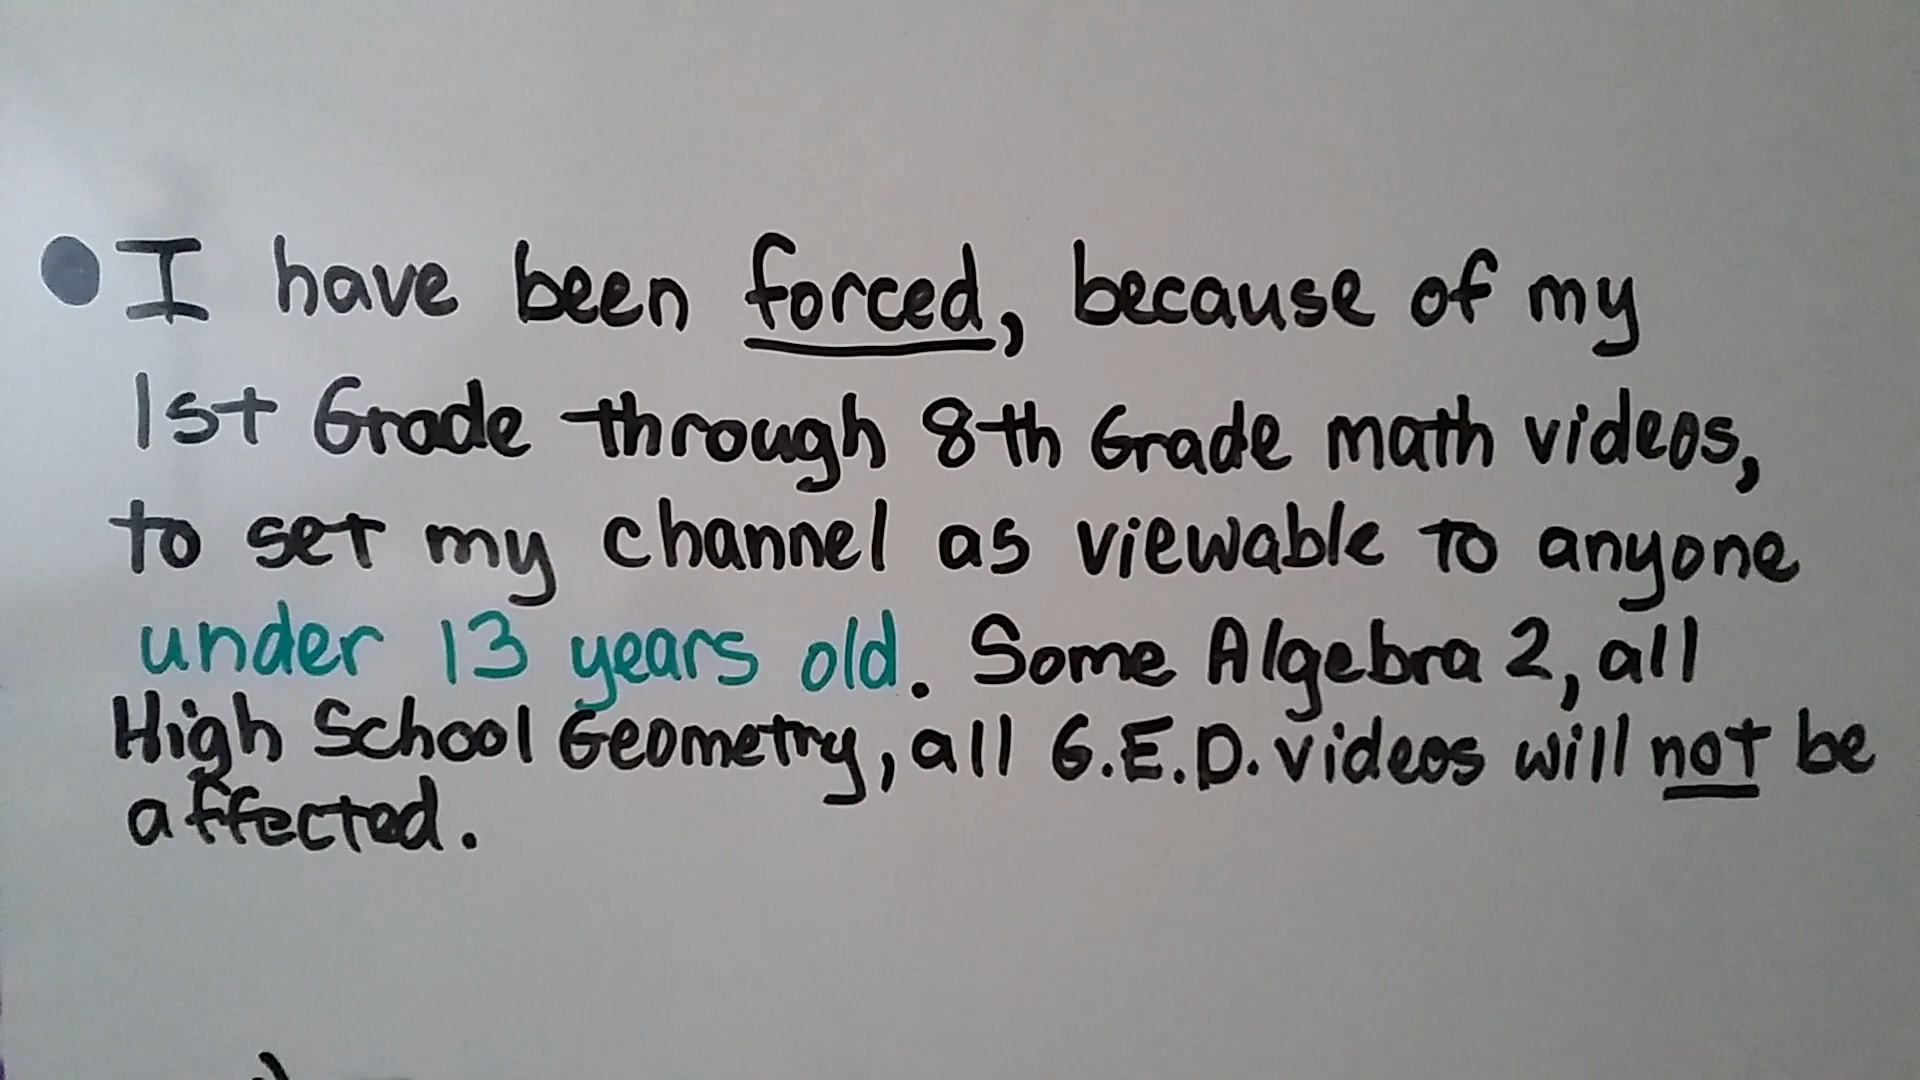 • I have been forced, because of my
1st Grade through 8th Grade math videos,
to set my channel as viewable to anyone
under 13 years old. Some Algebra 2, all
High School Geometry, all G.E.D. videos will not be
affected.